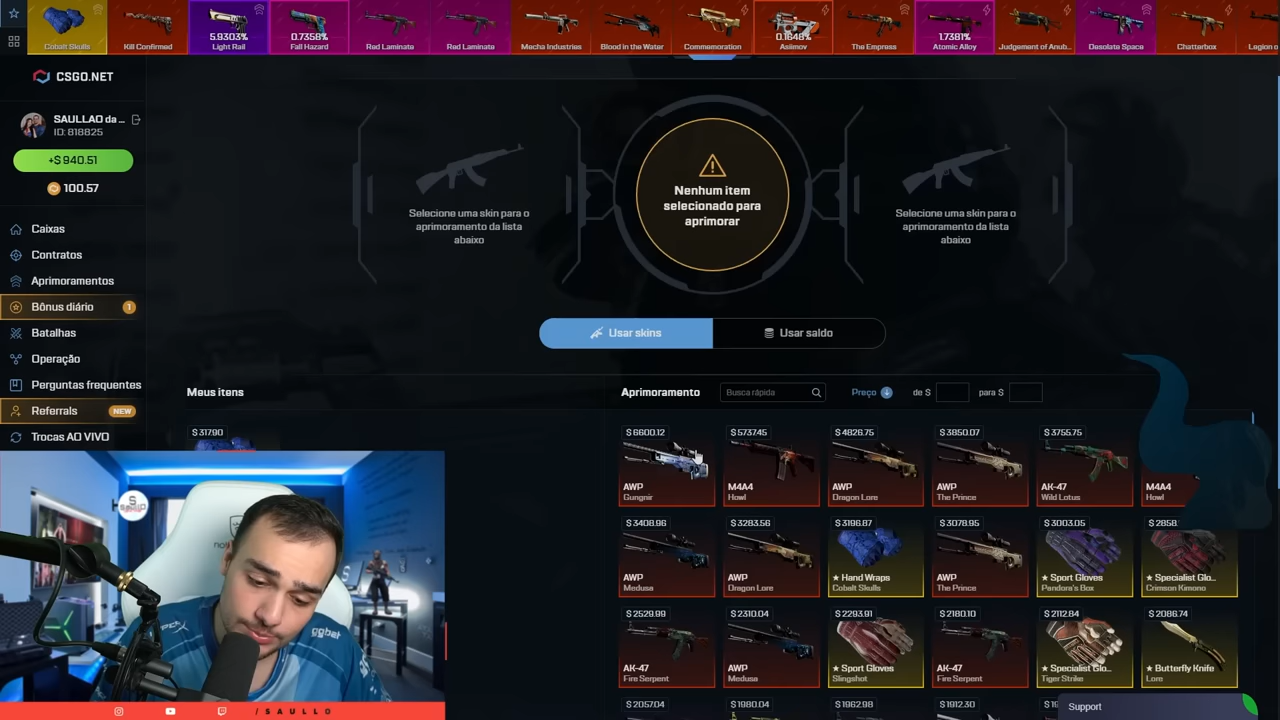 Cobalt Skulls
Kill Confirmed
5.9303%
Light Rail
0.7358%
Fall Hazard
Red Laminate
Red Laminate
Mecha Industries
Blood in the Water
Commemoration
0.1648%
Asiimov
The Empress
1.7381%
Atomic Alloy
Judgement of Anub...
Desolate Space
Chatterbox
Legion o
CSGO.NET
SAULLAO da ...
ID: 818825
+$ 940.51
100.57
Caixas
Contratos
Aprimoramentos
Bônus diário 1
Batalhas
Operação
Perguntas frequentes
Referrals NEW
Trocas AO VIVO
Selecione uma skin para o
aprimoramento da lista
abaixo
Nenhum item
selecionado para
aprimorar
Selecione uma skin para o
aprimoramento da lista
abaixo
Usar skins
Usar saldo
Meus itens
$ 317.90
Aprimoramento
Busca rápida
Preço
de $
para $
$ 6600.12
AWP
Gungnir
$ 5737.45
M4A4
Howl
$ 4826.75
AWP
Dragon Lore
$ 3850.07
AWP
The Prince
$ 3755.75
AK-47
Wild Lotus
M4A4
Howl
$ 3408.96
AWP
Medusa
$ 3283.56
AWP
Dragon Lore
$ 3196.87
★ Hand Wraps
Cobalt Skulls
$ 3078.95
AWP
The Prince
$ 3003.05
★ Sport Gloves
Pandora's Box
$ 2858
★ Specialist Glo...
Crimson Kimono
$ 2529.99
AK-47
Fire Serpent
$ 2310.04
AWP
Medusa
$ 2293.91
★ Sport Gloves
Slingshot
$ 2180.10
AK-47
Fire Serpent
$ 2112.84
★ Specialist Glo...
Tiger Strike
$ 2086.74
★ Butterfly Knife
Lore
$ 2057.04
$ 1980.04
$ 1962.98
$ 1912.30
Support
ggbat
/SAULLO